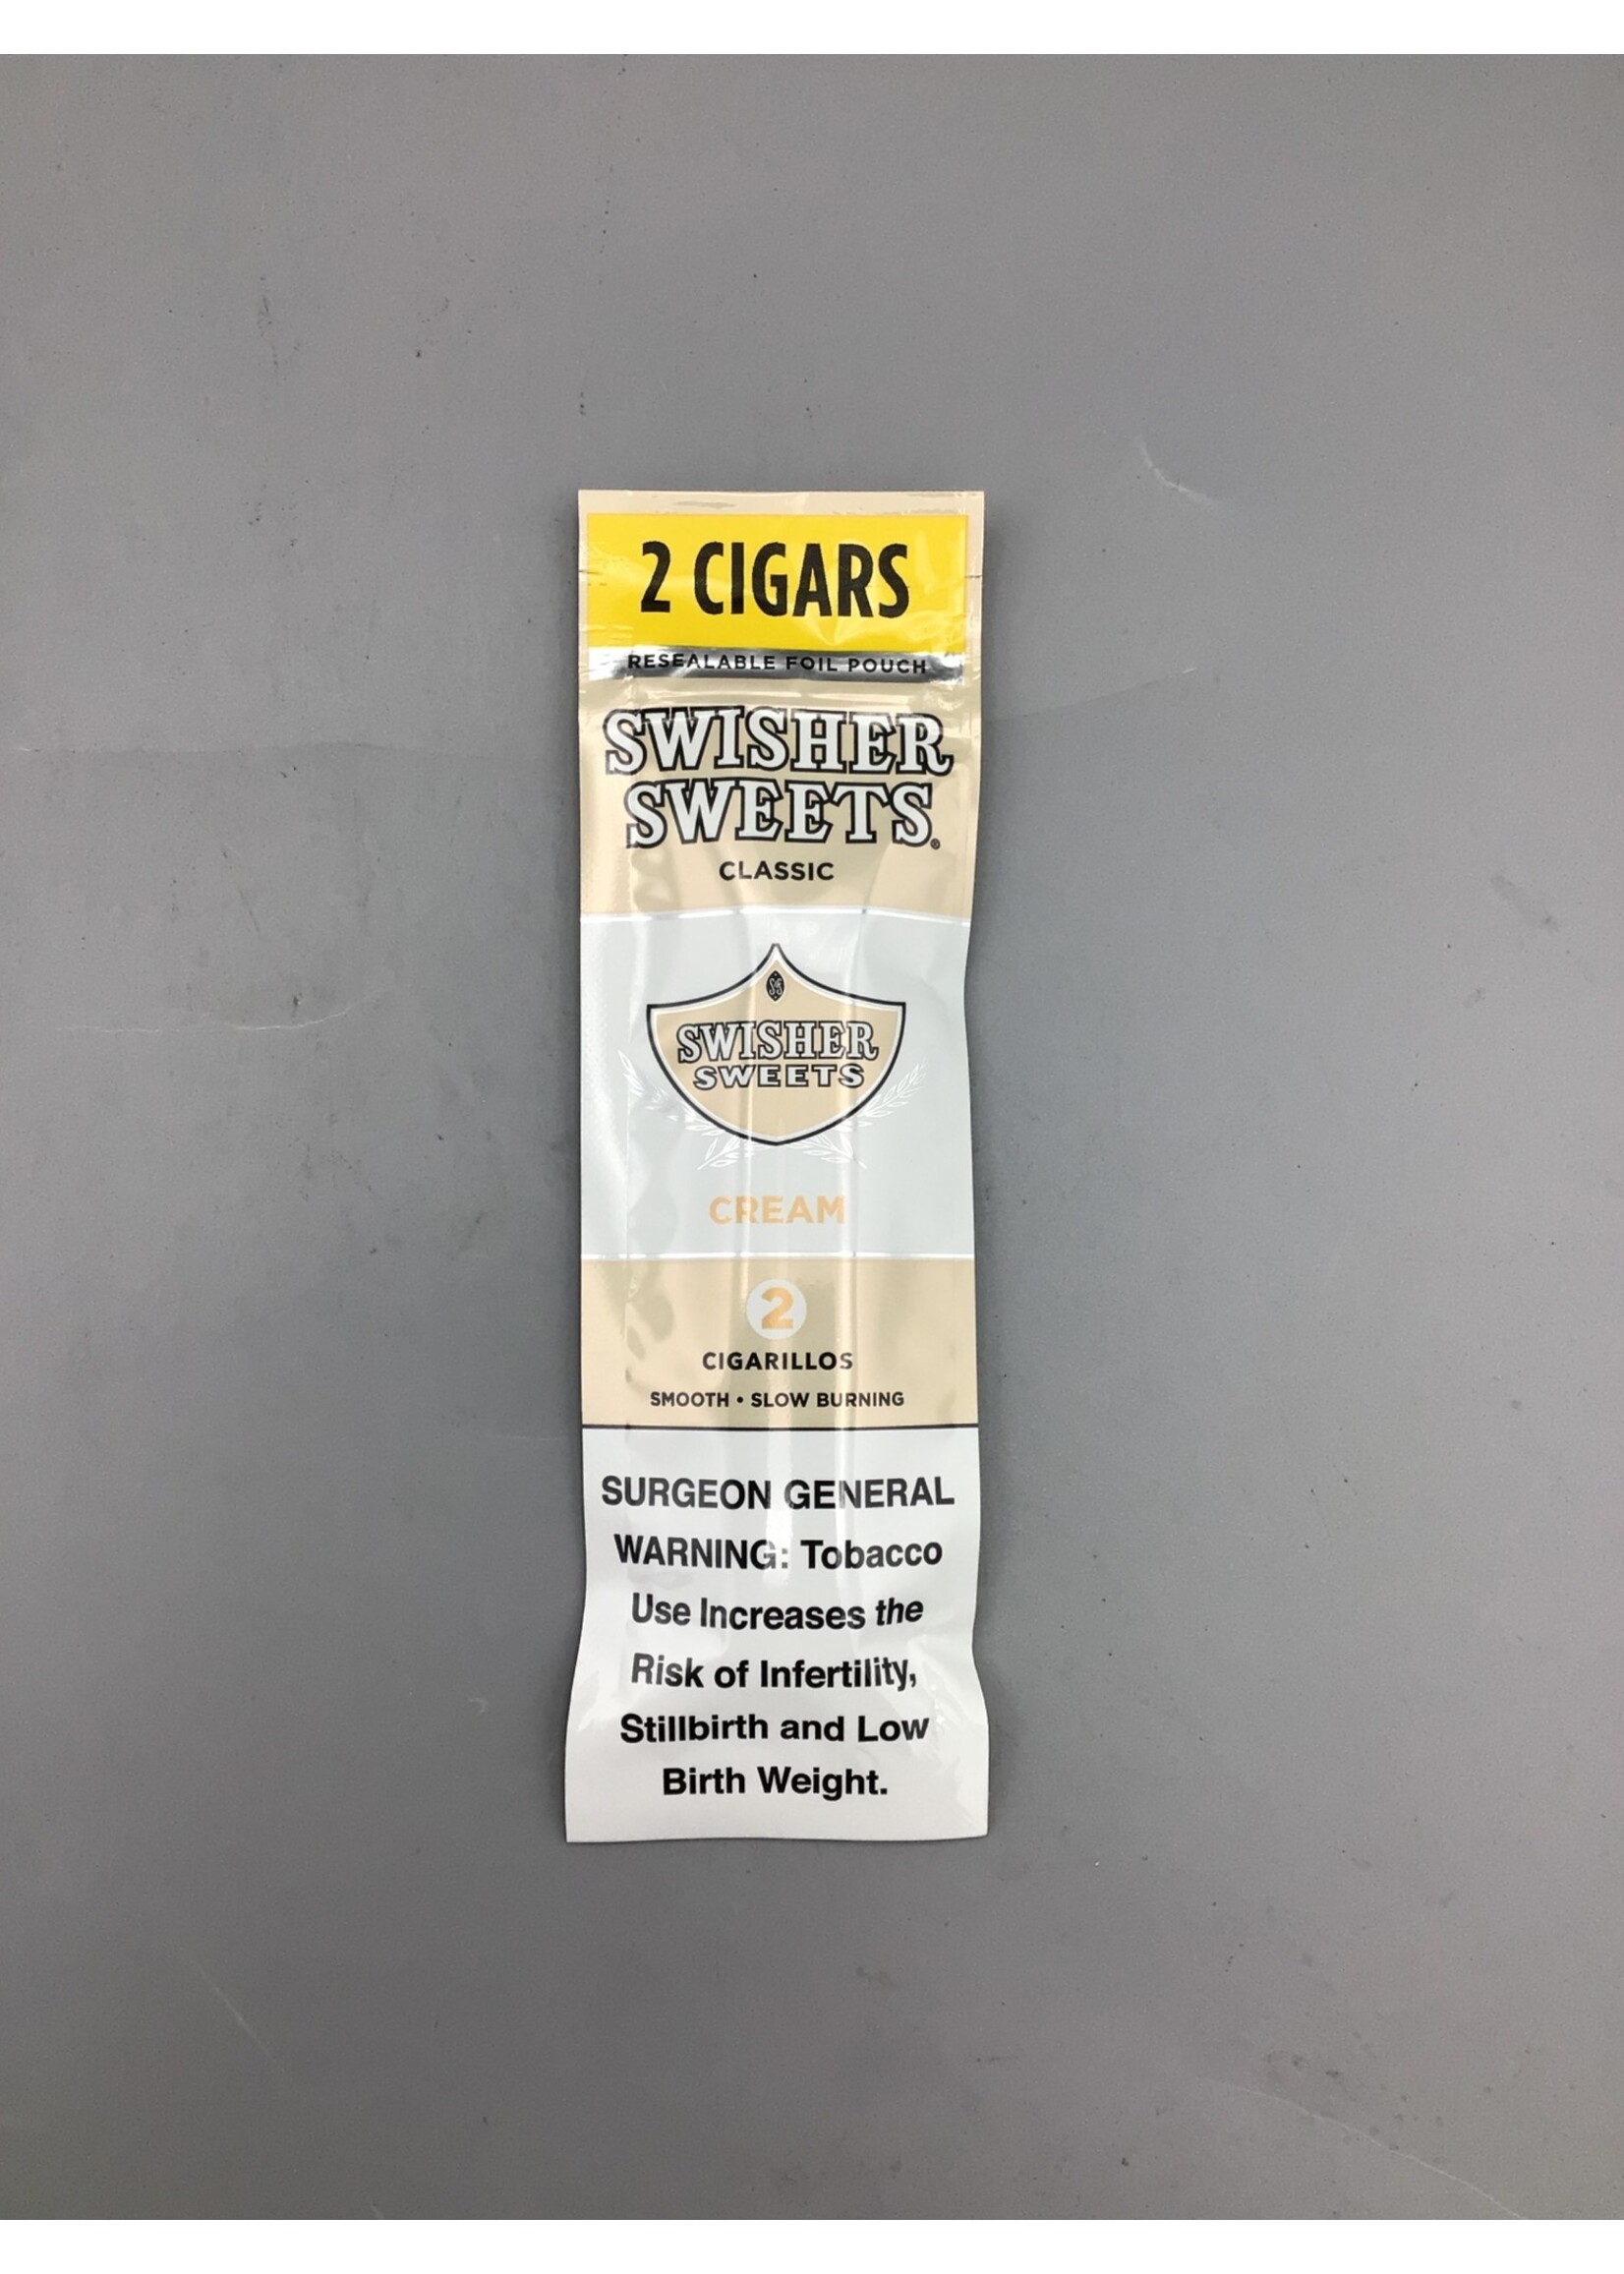 2 CIGARS
RESEALABLE FOIL POUCH
SWISHER
SWEETS®
CLASSIC
SS
SWISHER
SWEETS
CREAM
2
CIGARILLOS
SMOOTH • SLOW BURNING
SURGEON GENERAL
WARNING: Tobacco
Use Increases the
Risk of Infertility,
Stillbirth and Low
Birth Weight.